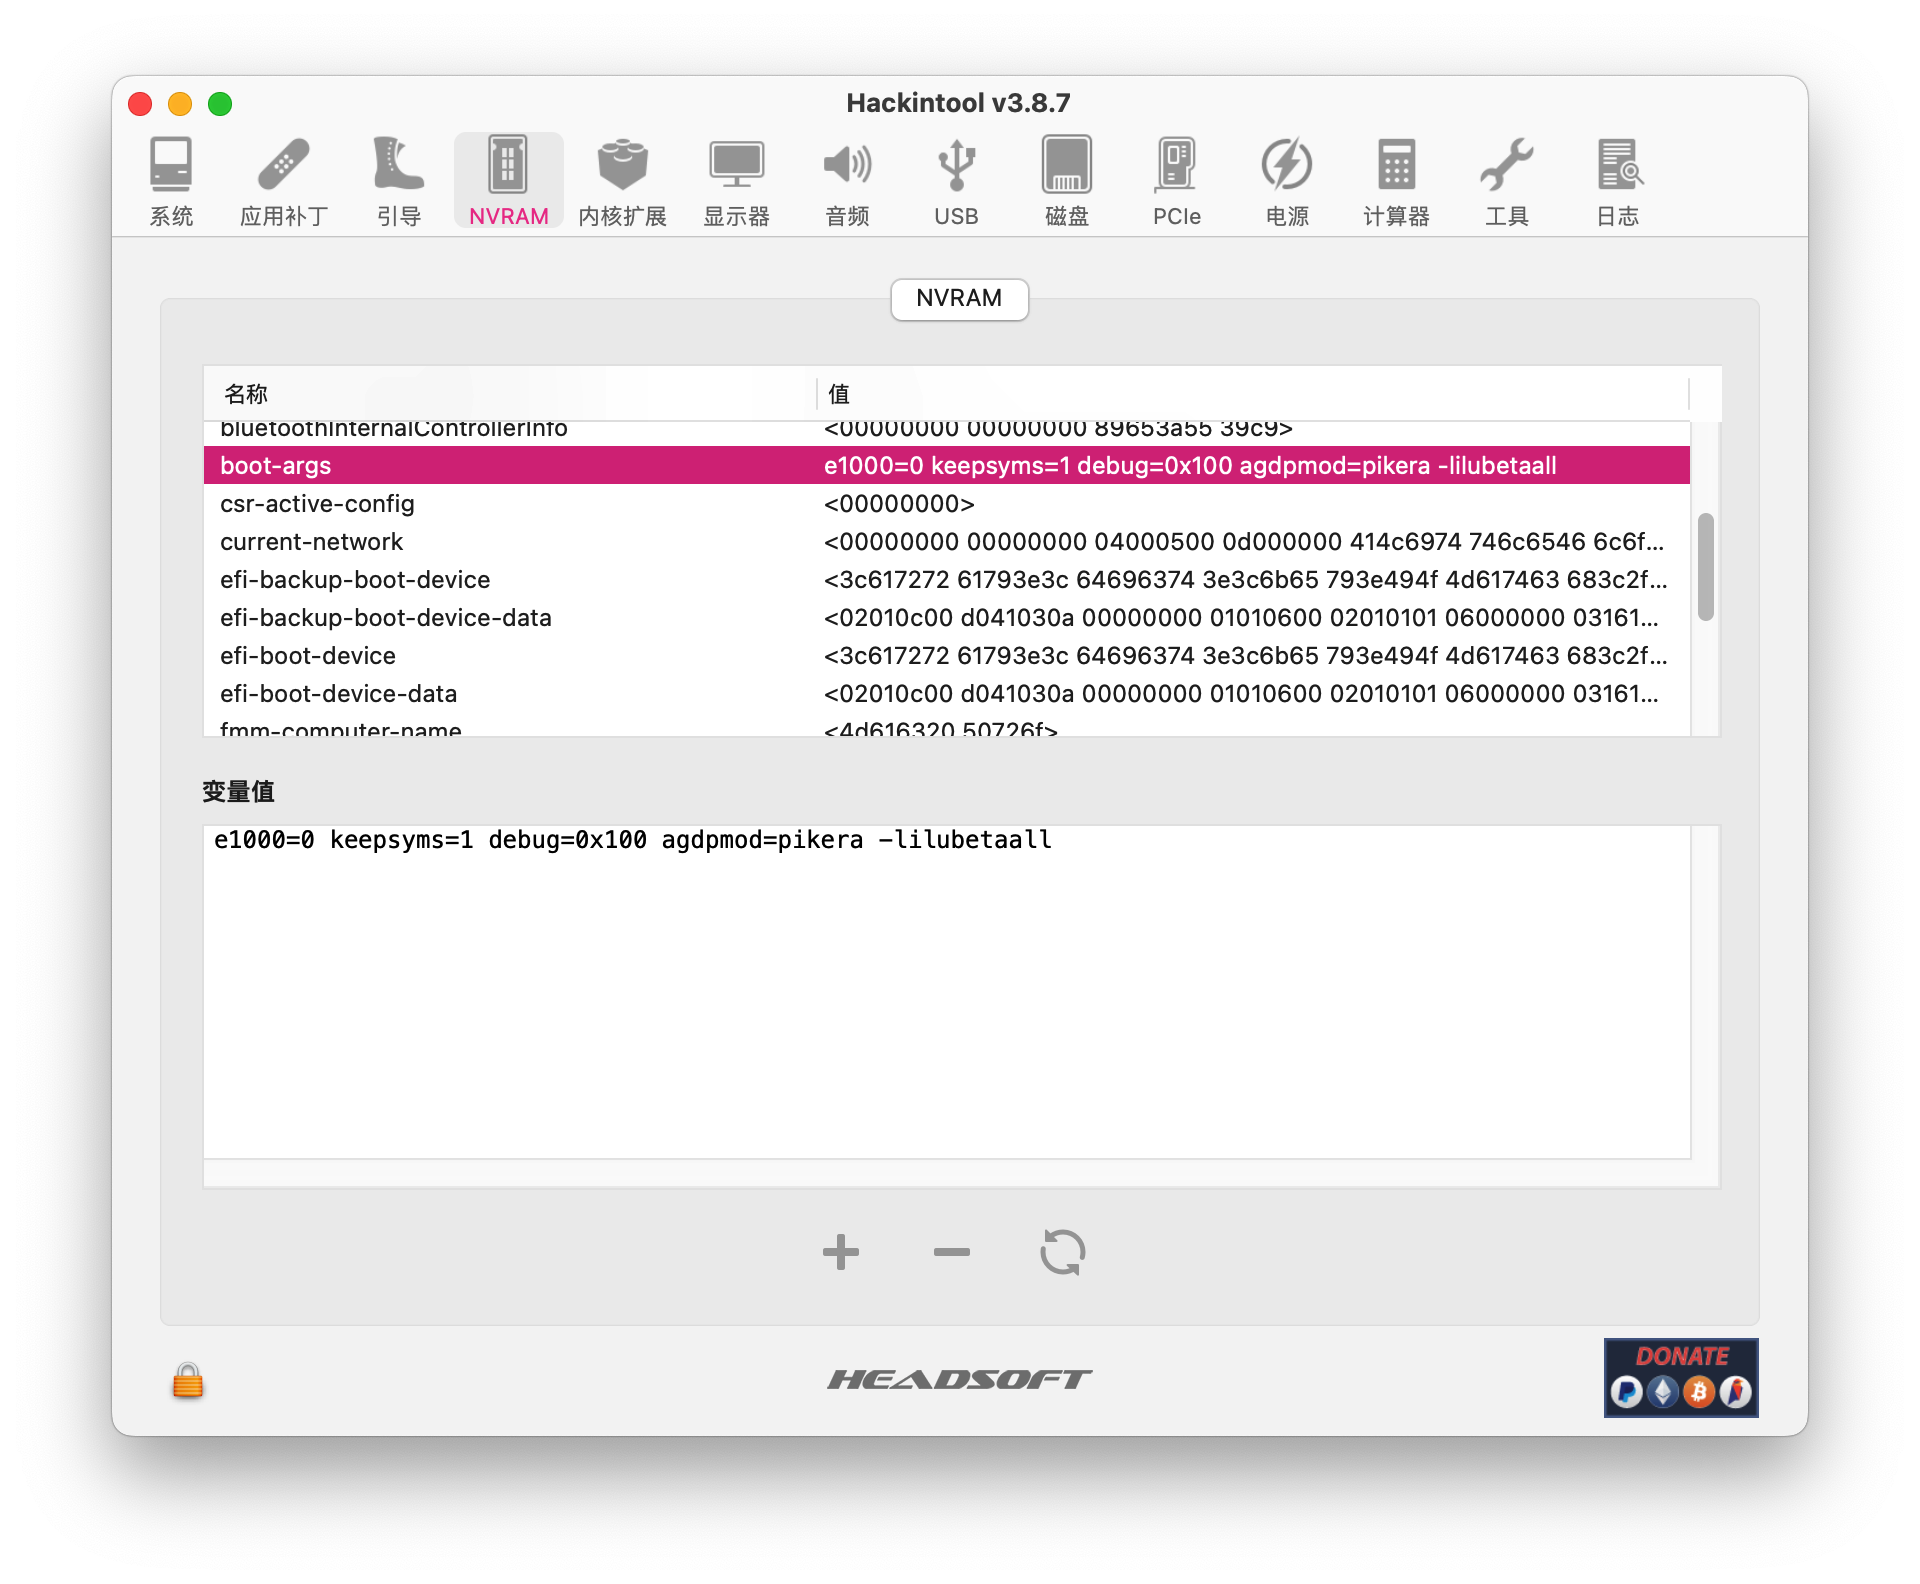 Hackintool v3.8.7
系统 应用补丁 引导 NVRAM 内核扩展 显示器 音频 USB 磁盘 PCIe 电源 计算器 工具 日志
NVRAM
名称 值
bluetoothInternalControllerInfo <00000000 00000000 89653a55 39c9>
boot-args e1000=0 keepsyms=1 debug=0x100 agdpmod=pikera -lilubetaall
csr-active-config <00000000>
current-network <00000000 00000000 04000500 0d000000 414c6974 746c6546 6c6f...
efi-backup-boot-device <3c617272 61793e3c 64696374 3e3c6b65 793e494f 4d617463 683c2f...
efi-backup-boot-device-data <02010c00 d041030a 00000000 01010600 02010101 06000000 03161...
efi-boot-device <3c617272 61793e3c 64696374 3e3c6b65 793e494f 4d617463 683c2f...
efi-boot-device-data <02010c00 d041030a 00000000 01010600 02010101 06000000 03161...
fmm-computer-name <4d616320 50726f>
变量值
e1000=0 keepsyms=1 debug=0x100 agdpmod=pikera -lilubetaall
HEADSOFT
DONATE